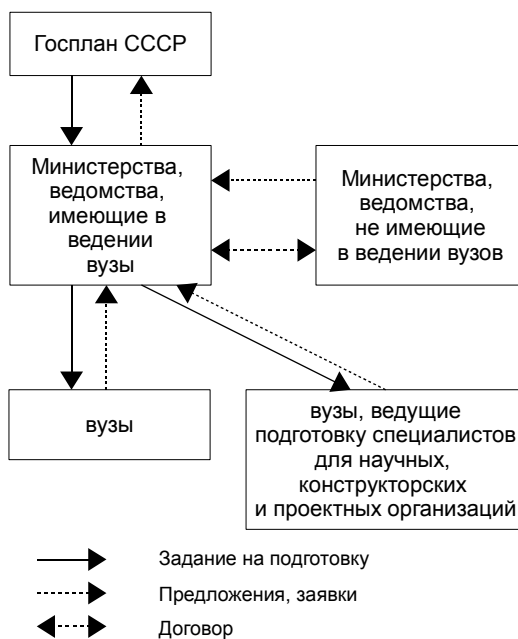 Госплан СССР
Министерства,
ведомства,
имеющие в
ведении
вузы
Министерства,
ведомства,
не имеющие
в ведении вузов
вузы
вузы, ведущие
подготовку специалистов
для научных,
конструкторских
и проектных организаций
Задание на подготовку
Предложения, заявки
Договор